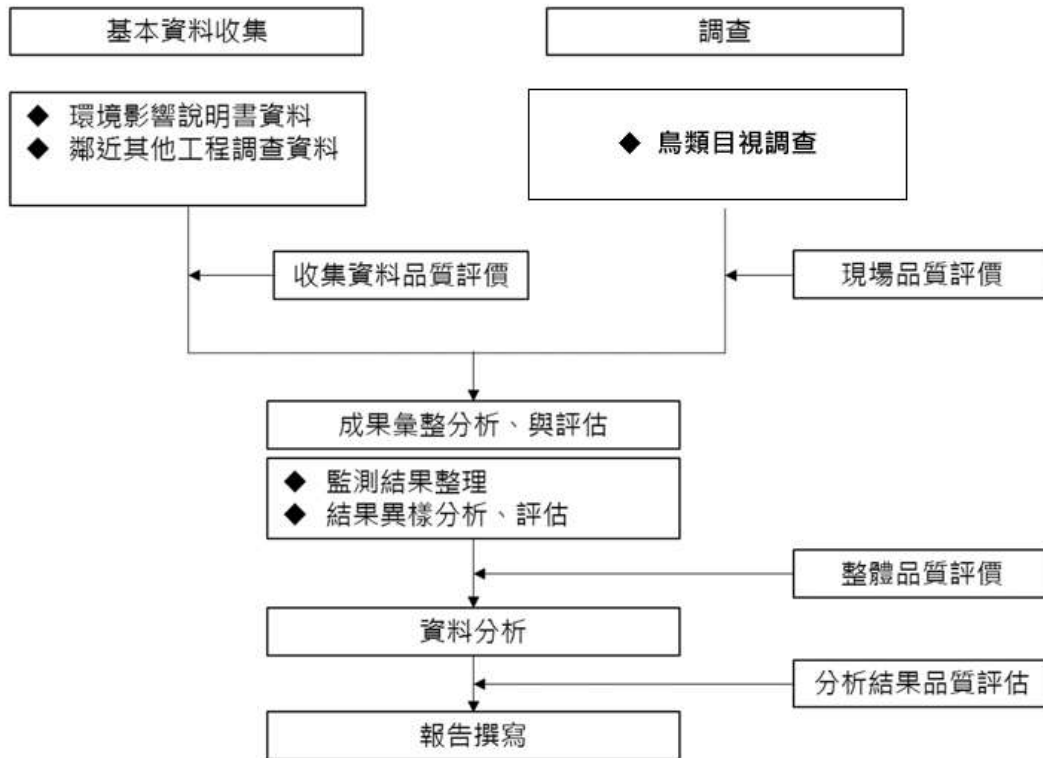 基本資料收集
調查
◆ 環境影響說明書資料
◆ 鄰近其他工程調查資料
◆ 鳥類目視調查
收集資料品質評價
現場品質評價
成果彙整分析、與評估
◆ 監測結果整理
◆ 結果異樣分析、評估
整體品質評價
資料分析
分析結果品質評估
報告撰寫